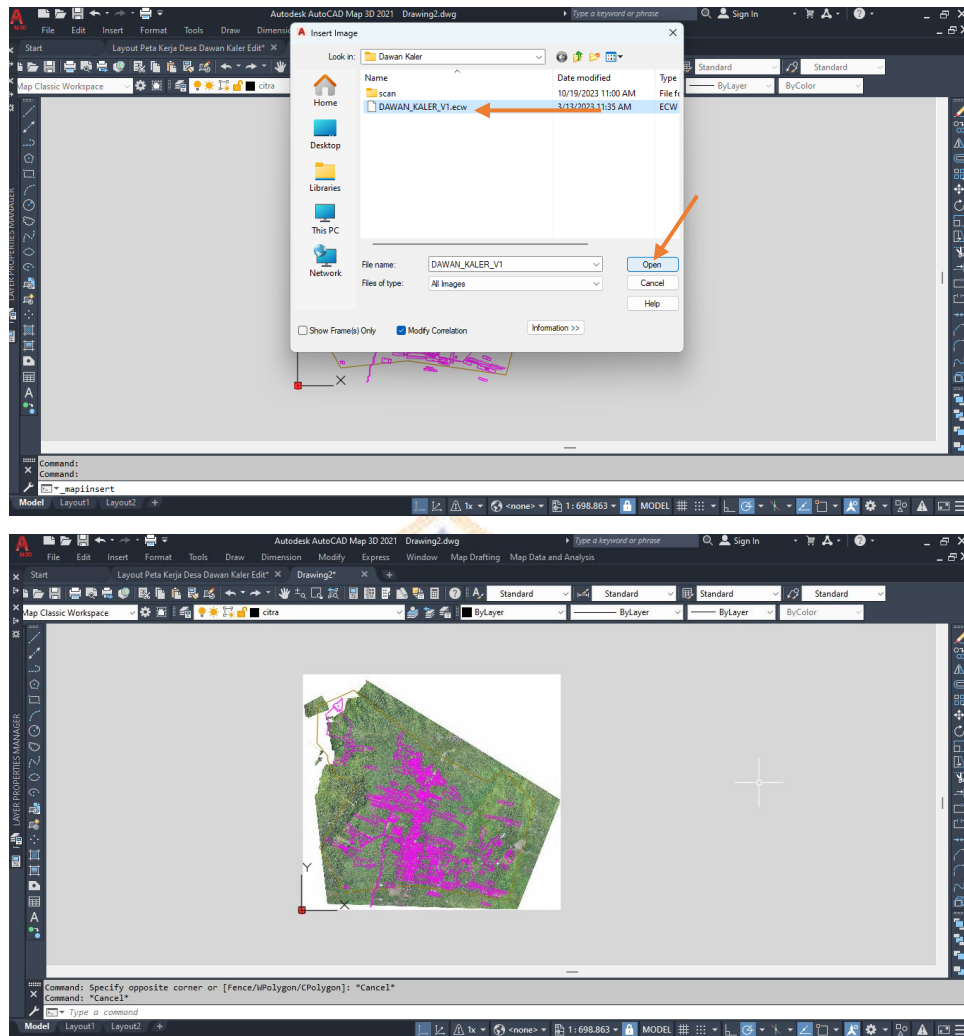 Autodesk AutoCAD Map 3D 2021 Drawing2.dwg
Type a keyword or phrase
Sign In
File Edit Insert Format Tools Draw Dimensio
Start
Layout Peta Kerja Desa Dawan Kaler Edit*
Standard
Standard
Map Classic Workspace
citra
ByLayer
ByColor
LAYER PROPERTIES MANAGER
Insert Image
Look in:
Dawan Kaler
Name
Date modified
Type
scan
10/19/2023 11:00 AM
File fo
DAWAN_KALER_V1.ecw
3/13/2023 11:35 AM
ECW
Home
Desktop
Libraries
This PC
Network
File name:
DAWAN_KALER_V1
Open
Files of type:
All Images
Cancel
Help
Show Frame(s) Only
Modify Correlation
Information >>
X
Command:
Command:
_mapiinsert
Model Layout1 Layout2 +
1x <none> 1:698.863 MODEL
Autodesk AutoCAD Map 3D 2021 Drawing2.dwg
Type a keyword or phrase
Sign In
File Edit Insert Format Tools Draw Dimension Modify Express Window Map Drafting Map Data and Analysis
Start
Layout Peta Kerja Desa Dawan Kaler Edit*
Drawing2*
Standard
Standard
Standard
Standard
Map Classic Workspace
citra
ByLayer
ByLayer
ByLayer
ByColor
LAYER PROPERTIES MANAGER
Y
X
Command: Specify opposite corner or [Fence/WPolygon/CPolygon]: *Cancel*
Command: *Cancel*
Type a command
Model Layout1 Layout2 +
1x <none> 1:698.863 MODEL